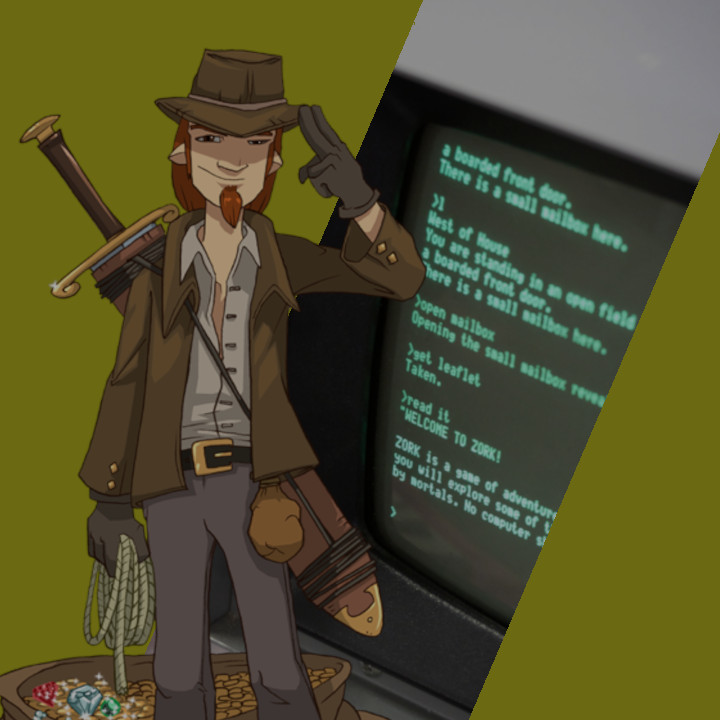 a boarded front door.
There is a small mailbox here.
>l
West of House
You are standing in an open field
a boarded front door.
There is a small mailbox here.
>open mailbox
Opening the small mailbox
>get leaflet
Taken.
>read it
"WELCOME TO ZORK!
ZORK is a game of
you will explore some of
by mortals. No computer
>